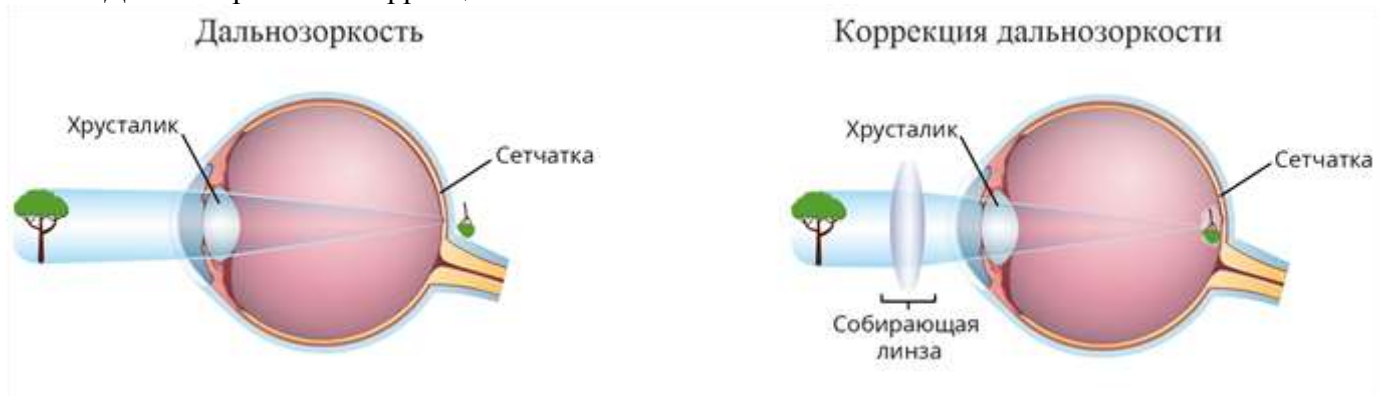 Дальнозоркость
Коррекция дальнозоркости
Хрусталик
Сетчатка
Хрусталик
Сетчатка
Собирающая
линза